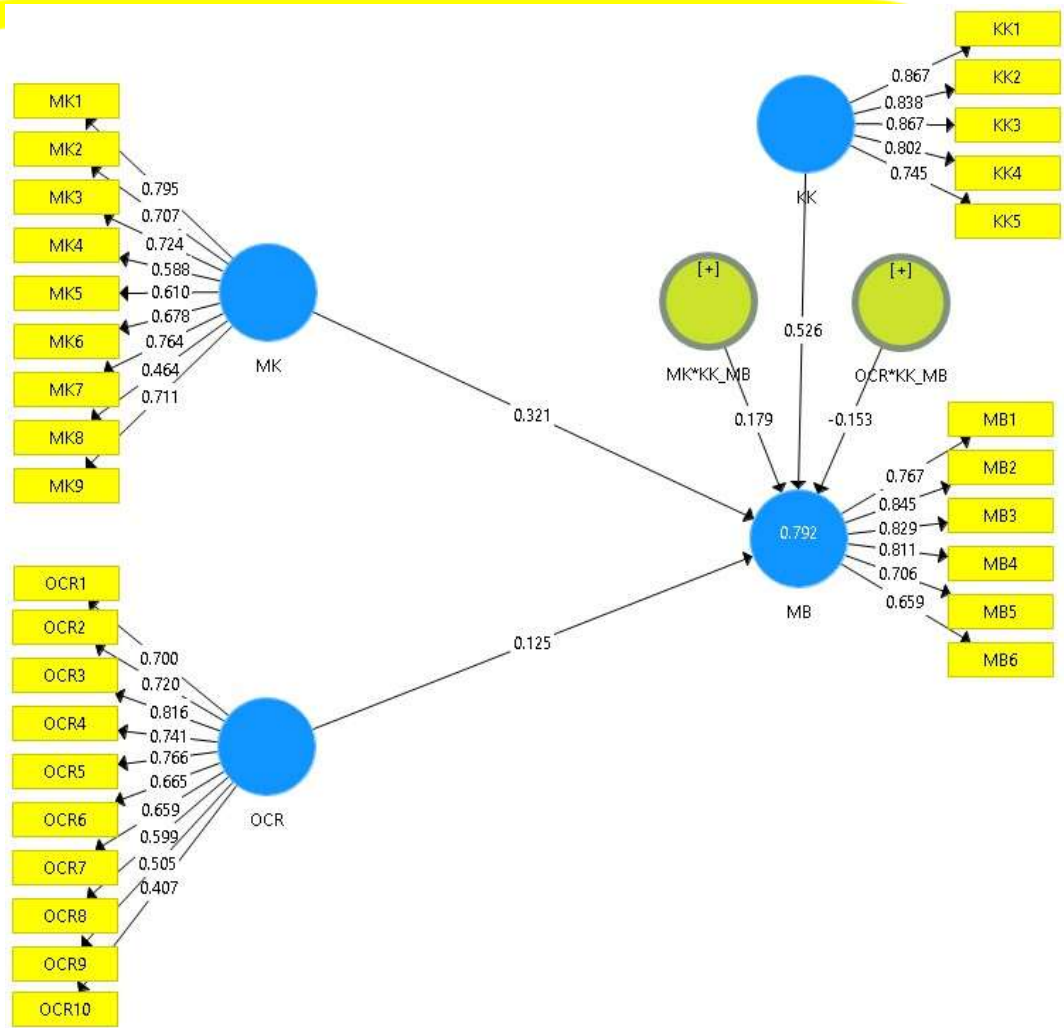 MK1
MK2
MK3
MK4
MK5
MK6
MK7
MK8
MK9
0.795
0.707
0.724
0.588
0.610
0.678
0.764
0.464
0.711
MK
KK
0.867
0.838
0.867
0.802
0.745
KK1
KK2
KK3
KK4
KK5
[+]
MK*KK_MB
[+]
OCR*KK_MB
0.526
0.179
-0.153
0.321
0.125
0.792
MB
0.767
0.845
0.829
0.811
0.706
0.659
MB1
MB2
MB3
MB4
MB5
MB6
OCR1
OCR2
OCR3
OCR4
OCR5
OCR6
OCR7
OCR8
OCR9
OCR10
0.700
0.720
0.816
0.741
0.766
0.665
0.659
0.599
0.505
0.407
OCR